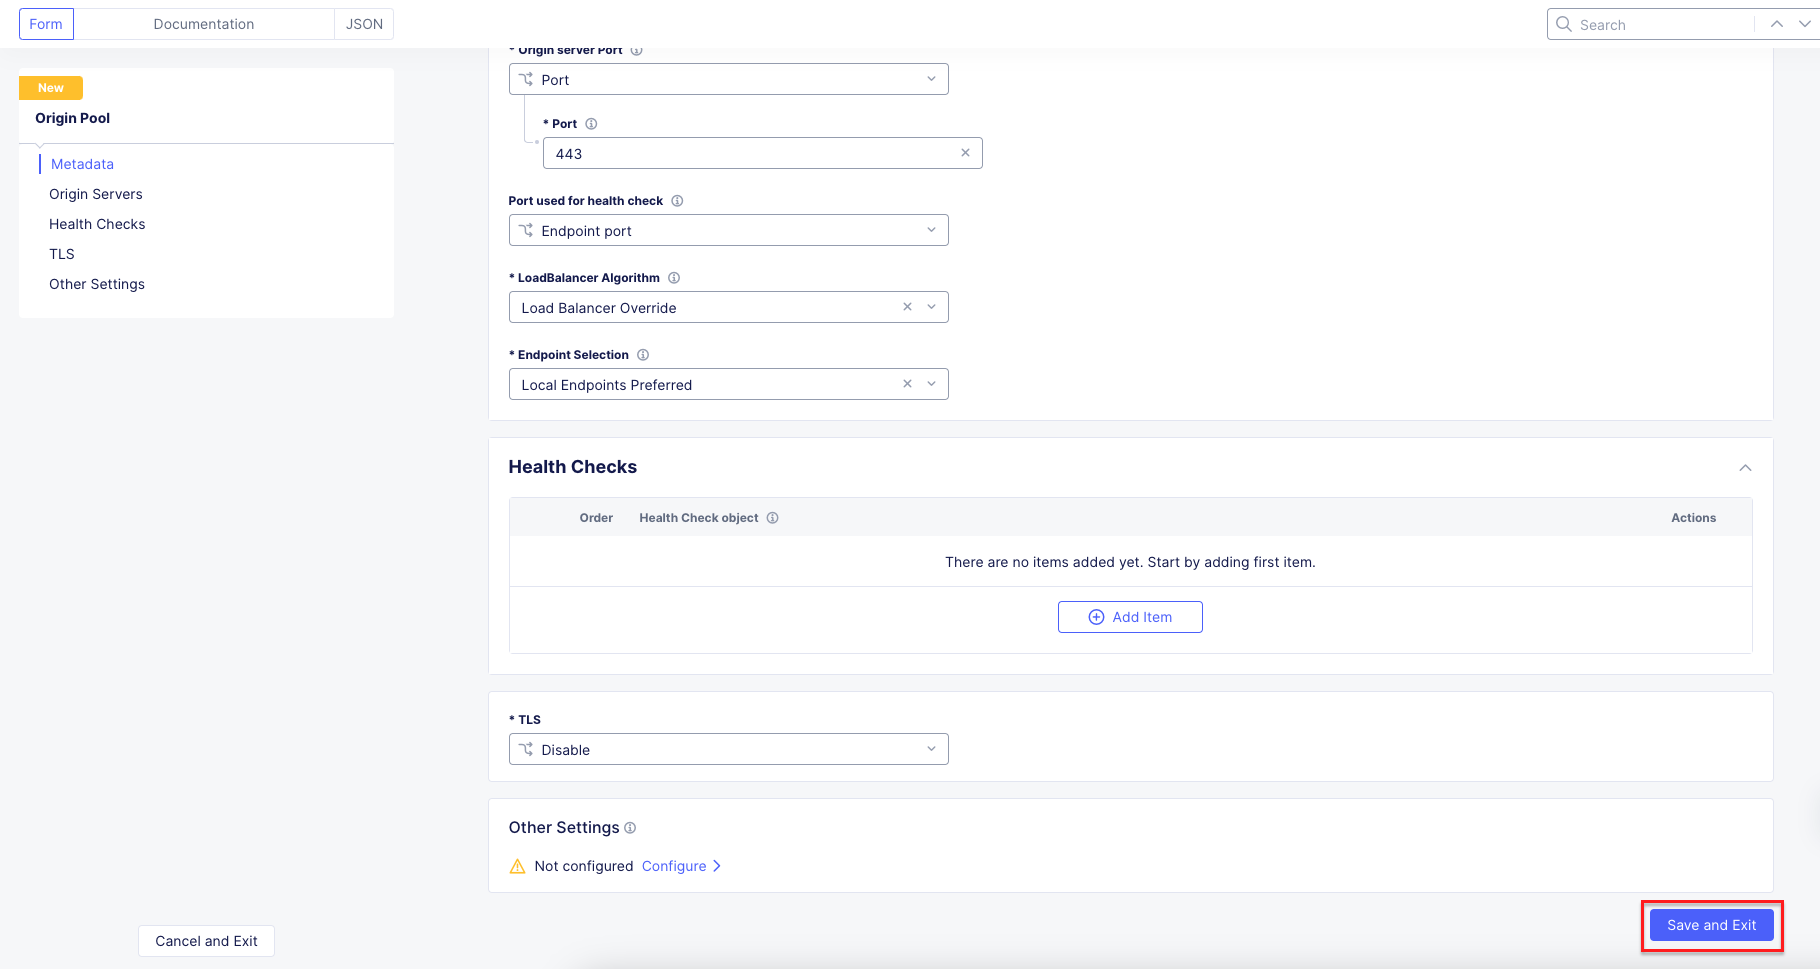 Form
Documentation
JSON
Search
New
Origin Pool
Metadata
Origin Servers
Health Checks
TLS
Other Settings
* Origin server Port
Port
* Port
443
Port used for health check
Endpoint port
* LoadBalancer Algorithm
Load Balancer Override
* Endpoint Selection
Local Endpoints Preferred
Health Checks
Order Health Check object Actions
There are no items added yet. Start by adding first item.
Add Item
* TLS
Disable
Other Settings
Not configured Configure
Save and Exit
Cancel and Exit